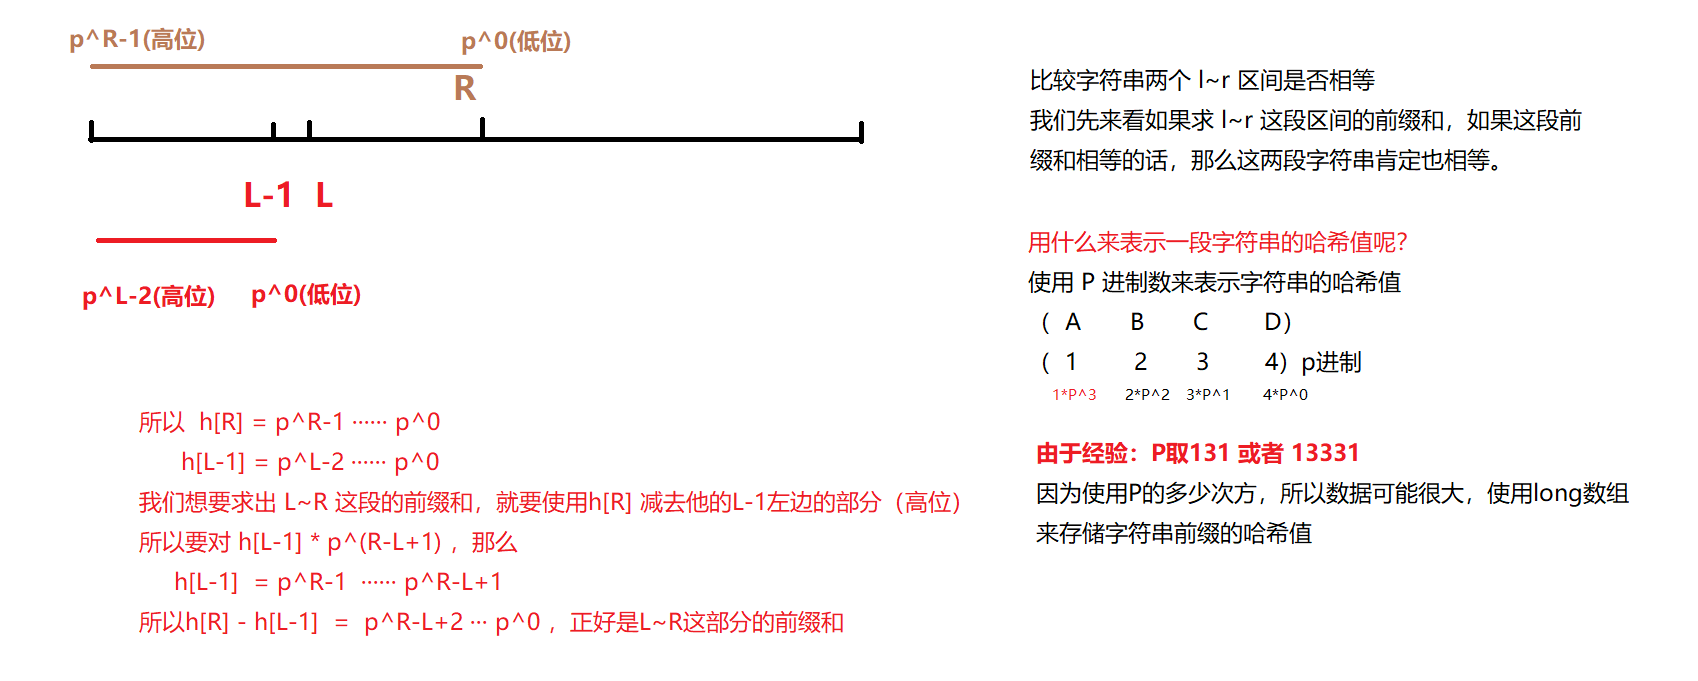 p^R-1(高位)
p^0(低位)
R
L-1 L
p^L-2(高位)
p^0(低位)
所以 h[R] = p^R-1 ······ p^0
h[L-1] = p^L-2 ······ p^0
我们想要求出 L~R 这段的前缀和，就要使用h[R] 减去他的L-1左边的部分（高位）
所以要对 h[L-1] * p^(R-L+1) ，那么
h[L-1] = p^R-1 ······ p^R-L+1
所以h[R] - h[L-1] = p^R-L+2 ··· p^0 ，正好是L~R这部分的前缀和
比较字符串两个 l~r 区间是否相等
我们先来看如果求 l~r 这段区间的前缀和，如果这段前
缀和相等的话，那么这两段字符串肯定也相等。
用什么来表示一段字符串的哈希值呢？
使用 P 进制数来表示字符串的哈希值
（ A B C D）
（ 1 2 3 4）p进制
1*P^3 2*P^2 3*P^1 4*P^0
由于经验：P取131 或者 13331
因为使用P的多少次方，所以数据可能很大，使用long数组
来存储字符串前缀的哈希值